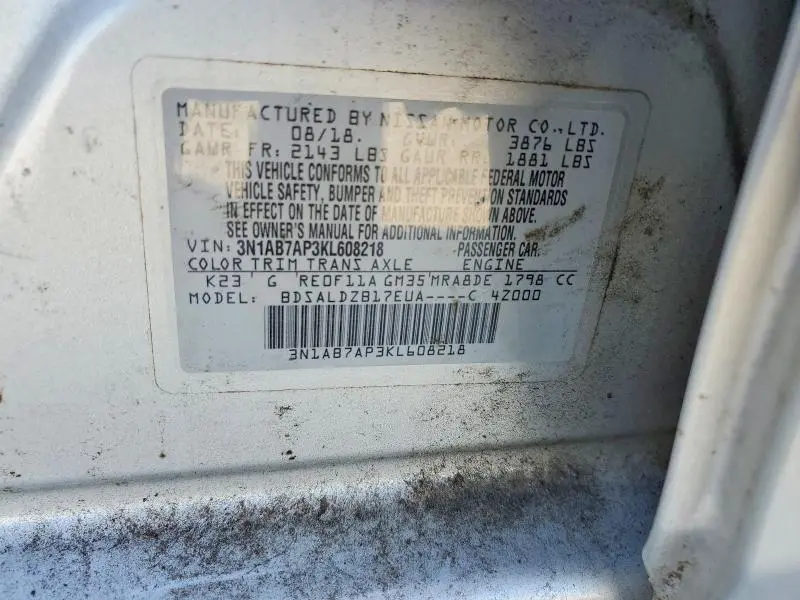 MANUFACTURED BY NISSAN MOTOR CO., LTD.
DATE: 08/18. GVWR 3876 LBS
GAWR FR: 2143 LBS GAWR RR: 1881 LBS
THIS VEHICLE CONFORMS TO ALL APPLICABLE FEDERAL MOTOR
VEHICLE SAFETY, BUMPER AND THEFT PREVENTION STANDARDS
IN EFFECT ON THE DATE OF MANUFACTURE SHOWN ABOVE.
SEE OWNER'S MANUAL FOR ADDITIONAL INFORMATION.
VIN: 3N1AB7AP3KL608218 PASSENGER CAR.
COLOR TRIM TRANS AXLE ENGINE
K23 G RE0F11A GM35 MRA8DE 1798 CC
MODEL: BDSALDZB17EUA----C 42000
3N1AB7AP3KL608218